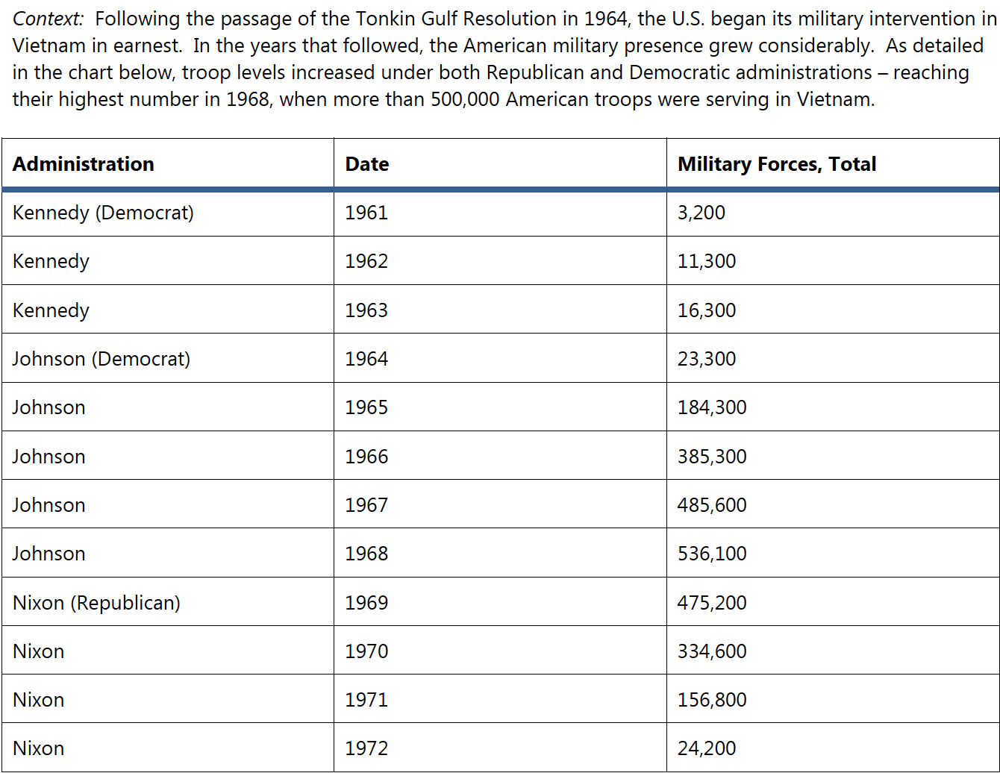 Context:  Following the passage of the Tonkin Gulf Resolution in 1964, the U.S. began its military intervention in
Vietnam in earnest.  In the years that followed, the American military presence grew considerably.  As detailed
in the chart below, troop levels increased under both Republican and Democratic administrations – reaching
their highest number in 1968, when more than 500,000 American troops were serving in Vietnam.
Administration Date Military Forces, Total
Kennedy (Democrat) 1961 3,200
Kennedy 1962 11,300
Kennedy 1963 16,300
Johnson (Democrat) 1964 23,300
Johnson 1965 184,300
Johnson 1966 385,300
Johnson 1967 485,600
Johnson 1968 536,100
Nixon (Republican) 1969 475,200
Nixon 1970 334,600
Nixon 1971 156,800
Nixon 1972 24,200